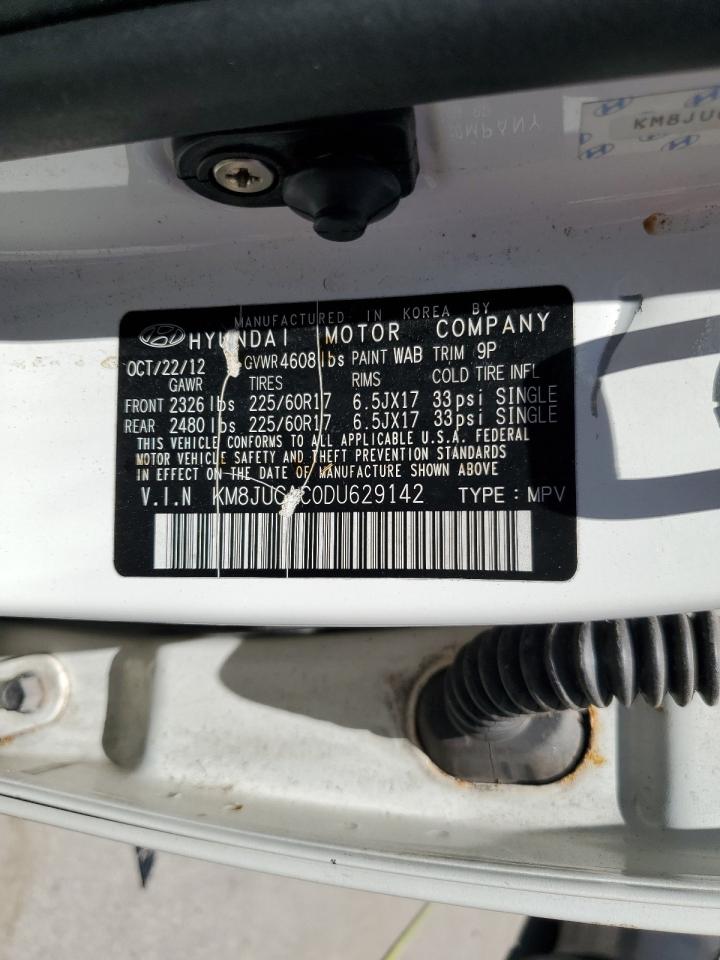 KM8JUC
MPANY
MANUFACTURED IN KOREA BY
HYUNDAI MOTOR COMPANY
OCT/22/12 GVWR 4608 lbs PAINT WAB TRIM 9P
GAWR TIRES RIMS COLD TIRE INFL
FRONT 2326 lbs 225/60R17 6.5JX17 33psi SINGLE
REAR 2480 lbs 225/60R17 6.5JX17 33psi SINGLE
THIS VEHICLE CONFORMS TO ALL APPLICABLE U.S.A. FEDERAL
MOTOR VEHICLE SAFETY AND THEFT PREVENTION STANDARDS
IN EFFECT ON THE DATE OF MANUFACTURE SHOWN ABOVE
V.I.N KM8JUCAC0DU629142 TYPE : MPV